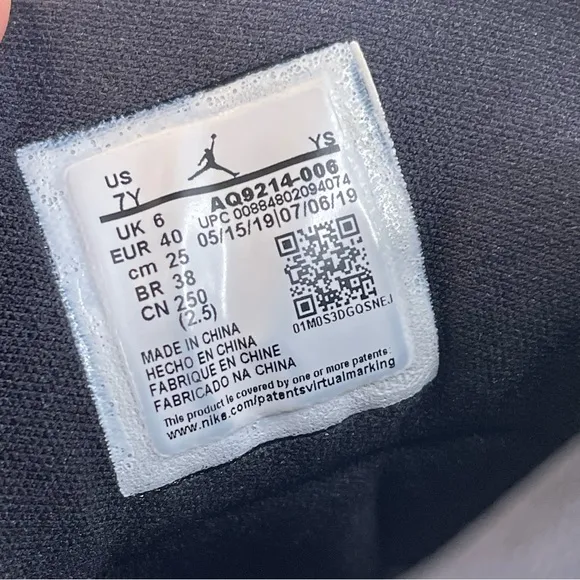 US
YS
7Y
AQ9214-006
UK 6
UPC 00884802094074
EUR 40
05/15/19|07/06/19
cm 25
BR 38
CN 250
(2.5)
01M0S3DGQSNEJ
MADE IN CHINA
HECHO EN CHINA
FABRIQUE EN CHINE
FABRICADO NA CHINA
This product is covered by one or more patents:
www.nike.com/patentsvirtualmarking